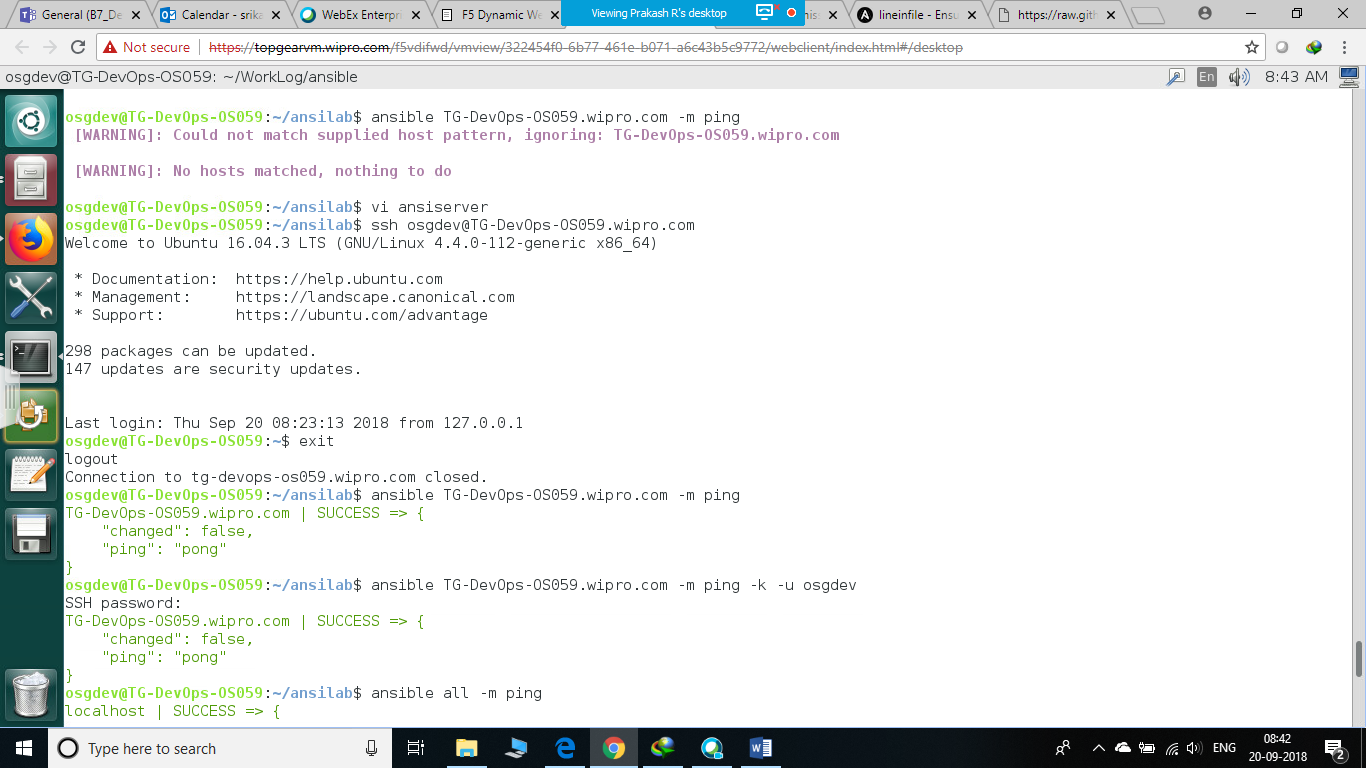 General (B7_De
Calendar - srika
WebEx Enterpri
F5 Dynamic We
Viewing Prakash R's desktop
miss
lineinfile - Ensu
https://raw.gith
Not secure | https://topgearvm.wipro.com/f5vdifwd/vmview/322454f0-6b77-461e-b071-a6c43b5c9772/webclient/index.html#/desktop
osgdev@TG-DevOps-OS059: ~/WorkLog/ansible
En
8:43 AM
osgdev@TG-DevOps-OS059:~/ansilab$ ansible TG-DevOps-OS059.wipro.com -m ping
[WARNING]: Could not match supplied host pattern, ignoring: TG-DevOps-OS059.wipro.com
[WARNING]: No hosts matched, nothing to do
osgdev@TG-DevOps-OS059:~/ansilab$ vi ansiserver
osgdev@TG-DevOps-OS059:~/ansilab$ ssh osgdev@TG-DevOps-OS059.wipro.com
Welcome to Ubuntu 16.04.3 LTS (GNU/Linux 4.4.0-112-generic x86_64)
* Documentation:  https://help.ubuntu.com
* Management:     https://landscape.canonical.com
* Support:        https://ubuntu.com/advantage
298 packages can be updated.
147 updates are security updates.
Last login: Thu Sep 20 08:23:13 2018 from 127.0.0.1
osgdev@TG-DevOps-OS059:~$ exit
logout
Connection to tg-devops-os059.wipro.com closed.
osgdev@TG-DevOps-OS059:~/ansilab$ ansible TG-DevOps-OS059.wipro.com -m ping
TG-DevOps-OS059.wipro.com | SUCCESS => {
    "changed": false,
    "ping": "pong"
}
osgdev@TG-DevOps-OS059:~/ansilab$ ansible TG-DevOps-OS059.wipro.com -m ping -k -u osgdev
SSH password:
TG-DevOps-OS059.wipro.com | SUCCESS => {
    "changed": false,
    "ping": "pong"
}
osgdev@TG-DevOps-OS059:~/ansilab$ ansible all -m ping
localhost | SUCCESS => {
Type here to search
ENG
08:42
20-09-2018
2